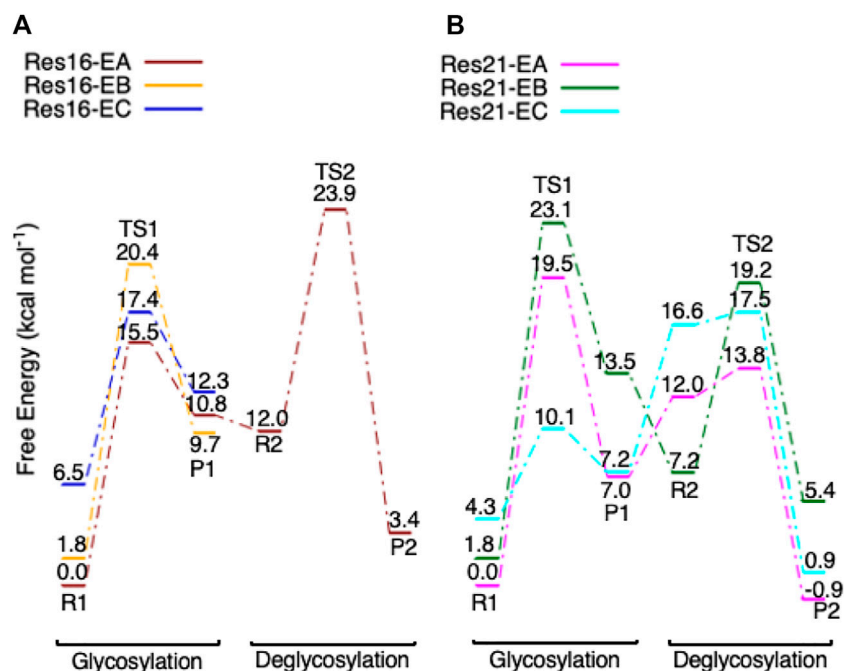 A
Res16-EA
Res16-EB
Res16-EC
Free Energy (kcal mol⁻¹)
TS2
23.9
TS1
20.4
17.4
15.5
12.3
10.8
9.7
P1
12.0
R2
6.5
1.8
0.0
R1
3.4
P2
Glycosylation
Deglycosylation
B
Res21-EA
Res21-EB
Res21-EC
TS1
23.1
19.5
TS2
19.2
17.5
16.6
13.8
13.5
12.0
10.1
7.2
7.0
P1
7.2
R2
4.3
1.8
0.0
R1
5.4
0.9
-0.9
P2
Glycosylation
Deglycosylation